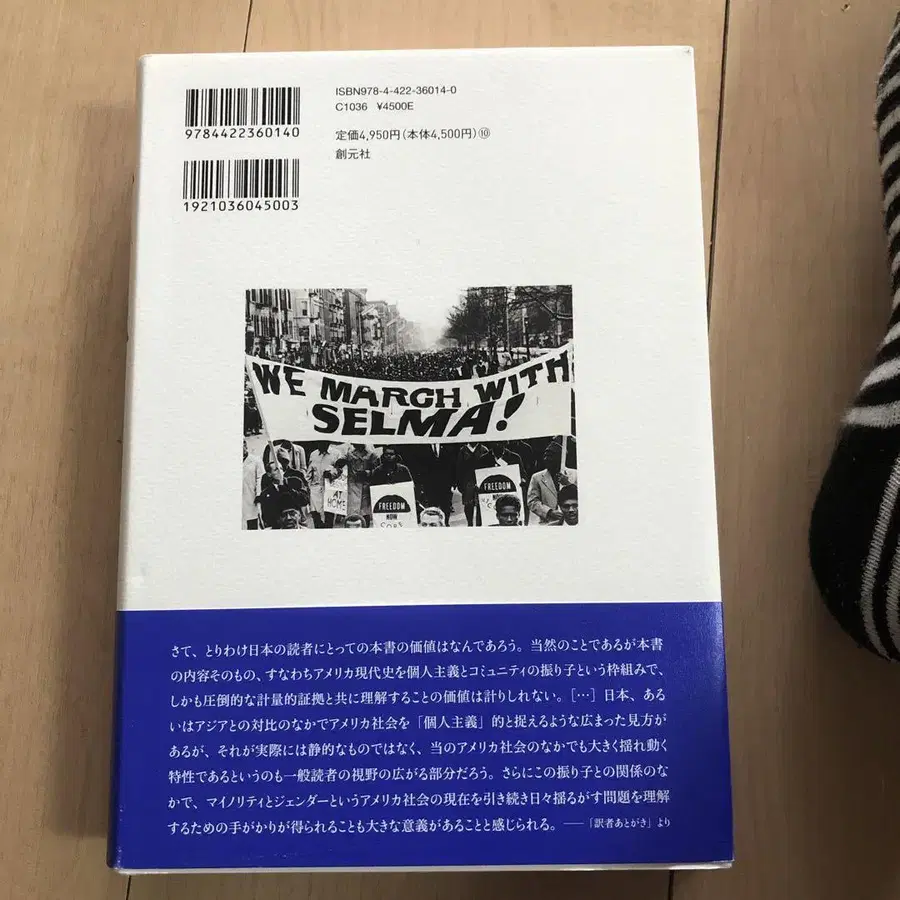 ISBN978-4-422-36014-0
C1036 ¥4500E
9784422360140
定価4,950円(本体4,500円)⑩
創元社
1921036045003
WE MARCH WITH
SELMA!
AT
HOME
FREEDOM
NOW
CORE
FREEDOM
NOW
さて、とりわけ日本の読者にとっての本書の価値はなんであろう。当然のことであるが本書
の内容そのもの、すなわちアメリカ現代史を個人主義とコミュニティの振り子という枠組みで、
しかも圧倒的な計量的証拠と共に理解することの価値は計りしれない。[…] 日本、ある
いはアジアとの対比のなかでアメリカ社会を「個人主義」的と捉えるような広まった見方が
あるが、それが実際には静的なものではなく、当のアメリカ社会のなかでも大きく揺れ動く
特性であるというのも一般読者の視野の広がる部分だろう。さらにこの振り子との関係のな
かで、マイノリティとジェンダーというアメリカ社会の現在を引き続き日々揺るがす問題を理解
するための手がかりが得られることも大きな意義があることと感じられる。――「訳者あとがき」より